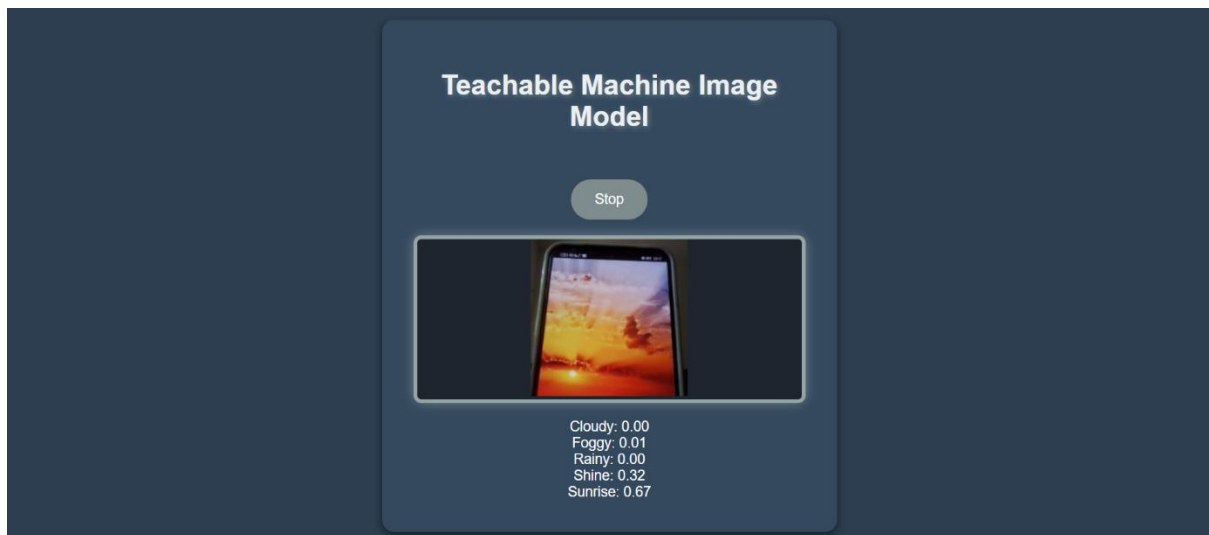 Teachable Machine Image
Model
Stop
Cloudy: 0.00
Foggy: 0.01
Rainy: 0.00
Shine: 0.32
Sunrise: 0.67